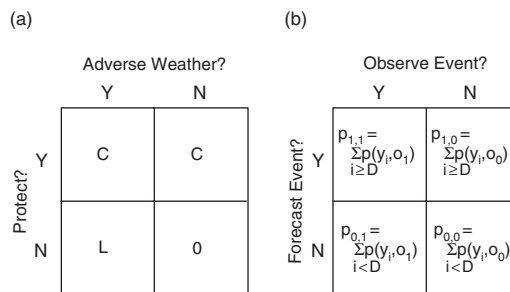 (a)
Adverse Weather?
Y N
Protect?
Y C C
N L 0
(b)
Observe Event?
Y N
Forecast Event?
Y
p1,1 =
Σp(yi,o1)
i≥D
p1,0 =
Σp(yi,o0)
i≥D
N
p0,1 =
Σp(yi,o1)
i<D
p0,0 =
Σp(yi,o0)
i<D